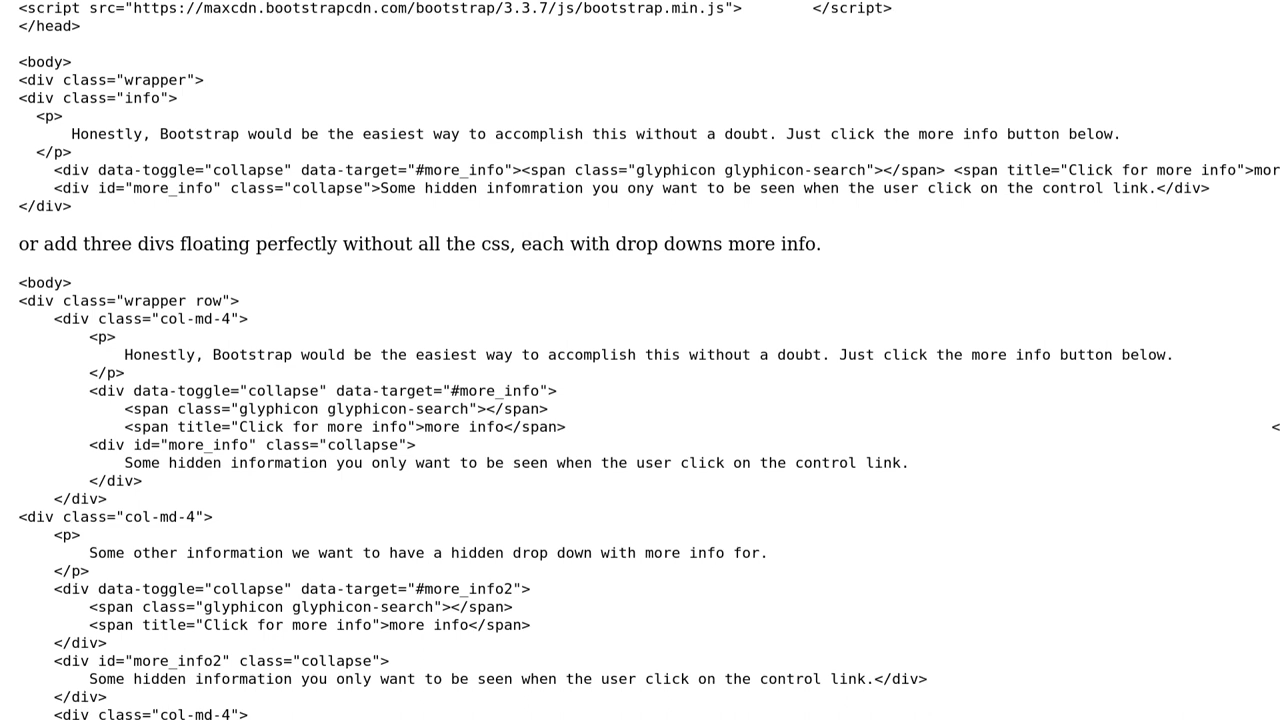 <script src="https://maxcdn.bootstrapcdn.com/bootstrap/3.3.7/js/bootstrap.min.js">        </script>
</head>

<body>
<div class="wrapper">
<div class="info">
  <p>
      Honestly, Bootstrap would be the easiest way to accomplish this without a doubt. Just click the more info button below.
  </p>
    <div data-toggle="collapse" data-target="#more_info"><span class="glyphicon glyphicon-search"></span> <span title="Click for more info">mor
    <div id="more_info" class="collapse">Some hidden infomration you ony want to be seen when the user click on the control link.</div>
</div>

or add three divs floating perfectly without all the css, each with drop downs more info.

<body>
<div class="wrapper row">
    <div class="col-md-4">
        <p>
            Honestly, Bootstrap would be the easiest way to accomplish this without a doubt. Just click the more info button below.
        </p>
        <div data-toggle="collapse" data-target="#more_info">
            <span class="glyphicon glyphicon-search"></span>
            <span title="Click for more info">more info</span>                                                                                <
        <div id="more_info" class="collapse">
            Some hidden information you only want to be seen when the user click on the control link.
        </div>
    </div>
<div class="col-md-4">
    <p>
        Some other information we want to have a hidden drop down with more info for.
    </p>
    <div data-toggle="collapse" data-target="#more_info2">
        <span class="glyphicon glyphicon-search"></span>
        <span title="Click for more info">more info</span>
    </div>
    <div id="more_info2" class="collapse">
        Some hidden information you only want to be seen when the user click on the control link.</div>
    </div>
    <div class="col-md-4">